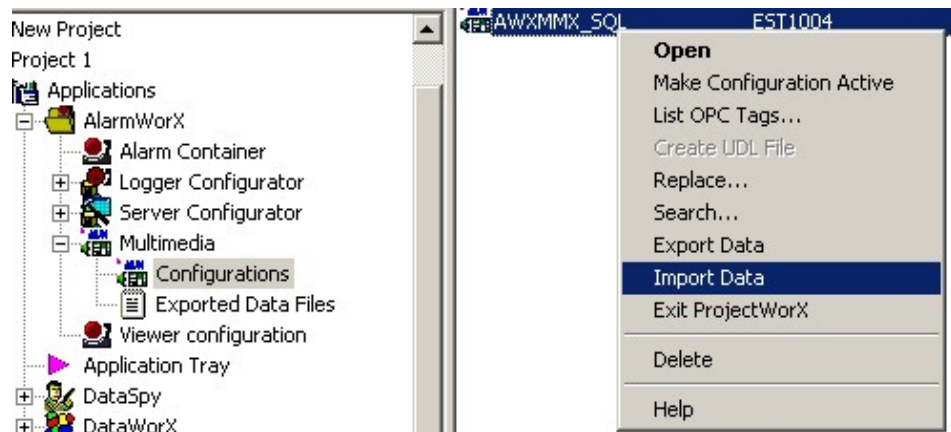 New Project
Project 1
Applications
AlarmWorX
Alarm Container
Logger Configurator
Server Configurator
Multimedia
Configurations
Exported Data Files
Viewer configuration
Application Tray
DataSpy
DataWorX
AWXMMX_SQL EST1004
Open
Make Configuration Active
List OPC Tags...
Create UDL File
Replace...
Search...
Export Data
Import Data
Exit ProjectWorX
Delete
Help